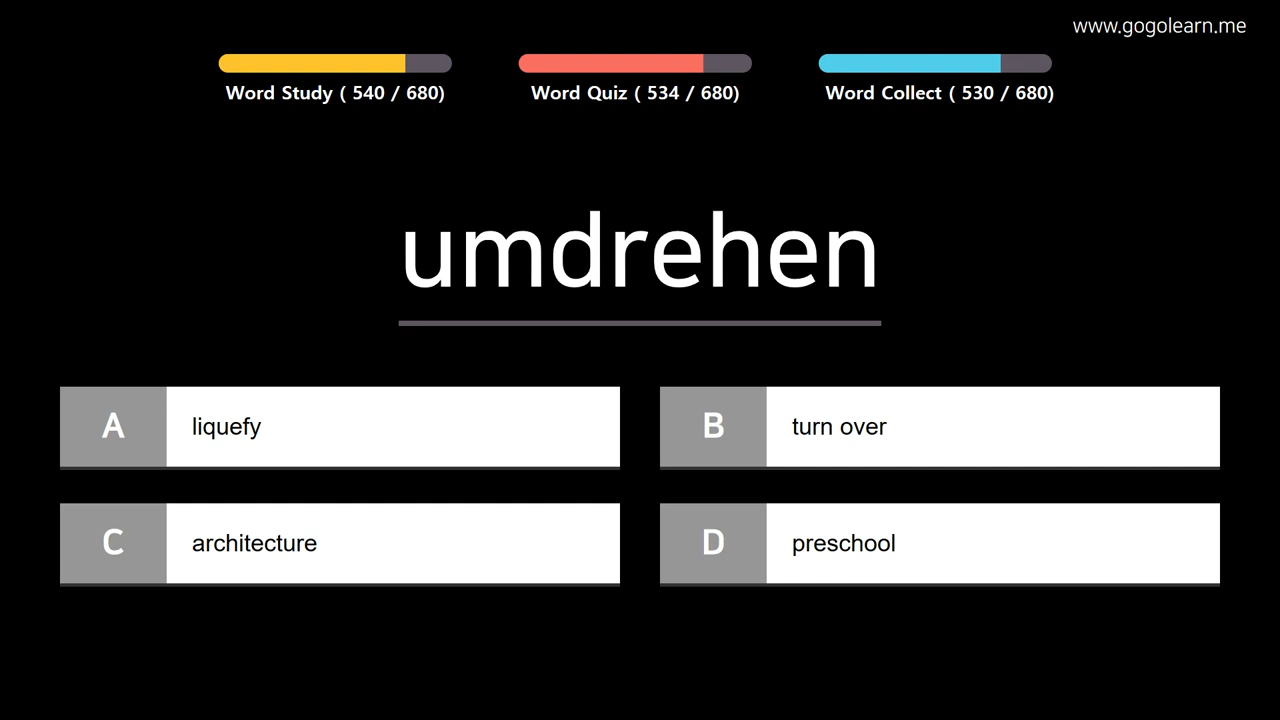 www.gogolearn.me
Word Study ( 540 / 680)
Word Quiz ( 534 / 680)
Word Collect ( 530 / 680)
umdrehen
A liquefy
B turn over
C architecture
D preschool